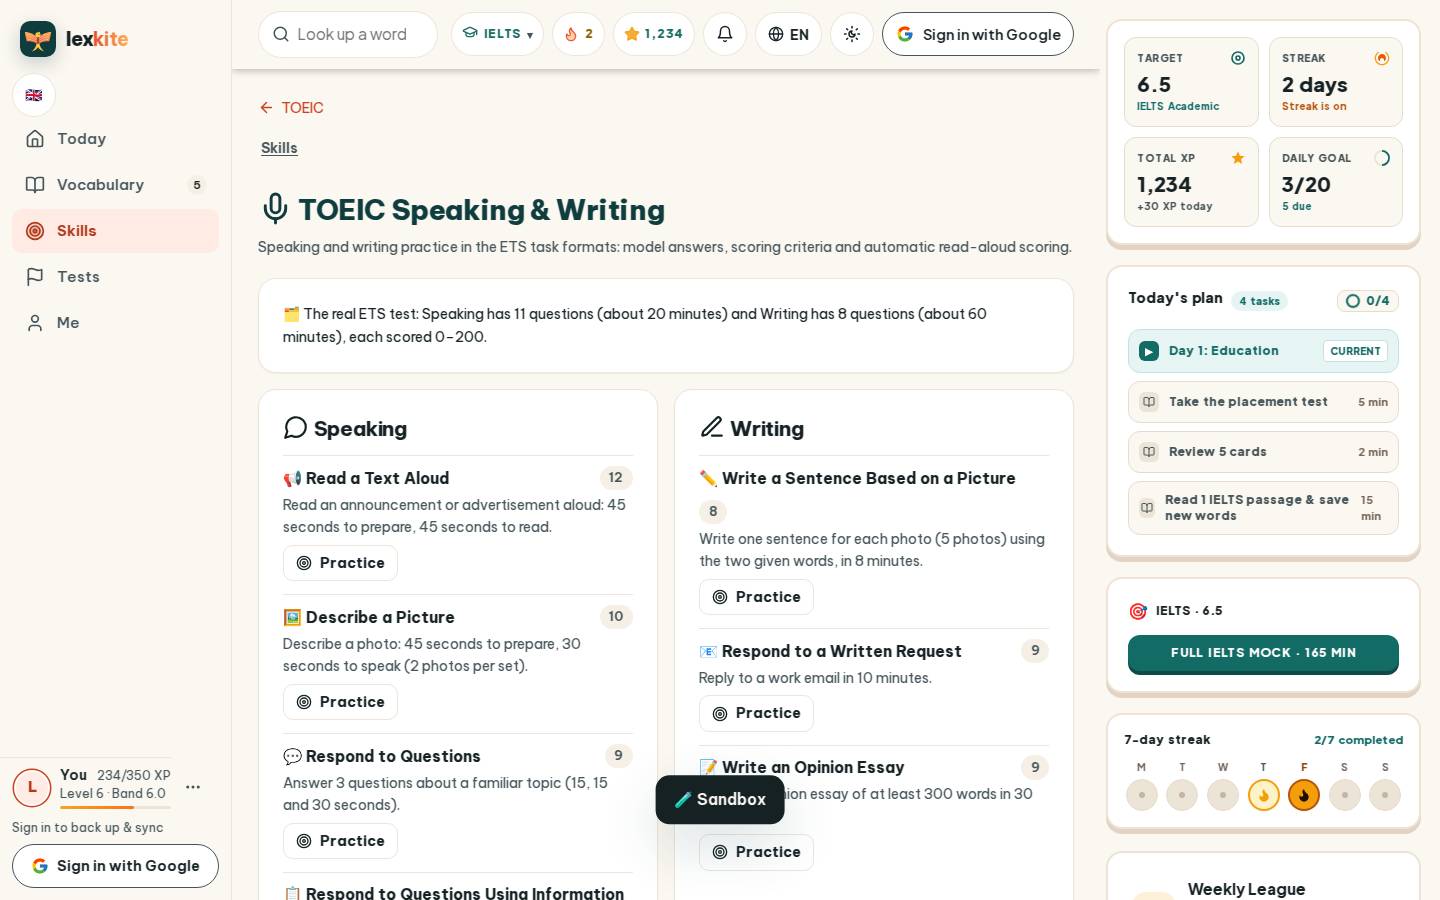 lexkite
Today
Vocabulary 5
Skills
Tests
Me
L
You 234/350 XP
Level 6 · Band 6.0
Sign in to back up & sync
Sign in with Google
Look up a word
IELTS ▾
2
1,234
EN
Sign in with Google
← TOEIC
Skills
TOEIC Speaking & Writing
Speaking and writing practice in the ETS task formats: model answers, scoring criteria and automatic read-aloud scoring.
🗂️ The real ETS test: Speaking has 11 questions (about 20 minutes) and Writing has 8 questions (about 60
minutes), each scored 0–200.
Speaking
📢 Read a Text Aloud 12
Read an announcement or advertisement aloud: 45
seconds to prepare, 45 seconds to read.
Practice
🖼️ Describe a Picture 10
Describe a photo: 45 seconds to prepare, 30
seconds to speak (2 photos per set).
Practice
💬 Respond to Questions 9
Answer 3 questions about a familiar topic (15, 15
and 30 seconds).
Practice
📋 Respond to Questions Using Information
Writing
✏️ Write a Sentence Based on a Picture
8
Write one sentence for each photo (5 photos) using
the two given words, in 8 minutes.
Practice
📧 Respond to a Written Request 9
Reply to a work email in 10 minutes.
Practice
📝 Write an Opinion Essay 9
essay of at least 300 words in 30
Practice
🧪 Sandbox
TARGET
6.5
IELTS Academic
STREAK
2 days
Streak is on
TOTAL XP
1,234
+30 XP today
DAILY GOAL
3/20
5 due
Today's plan 4 tasks 0/4
Day 1: Education CURRENT
Take the placement test 5 min
Review 5 cards 2 min
Read 1 IELTS passage & save 15
new words min
🎯 IELTS · 6.5
FULL IELTS MOCK · 165 MIN
7-day streak 2/7 completed
M T W T F S S
Weekly League